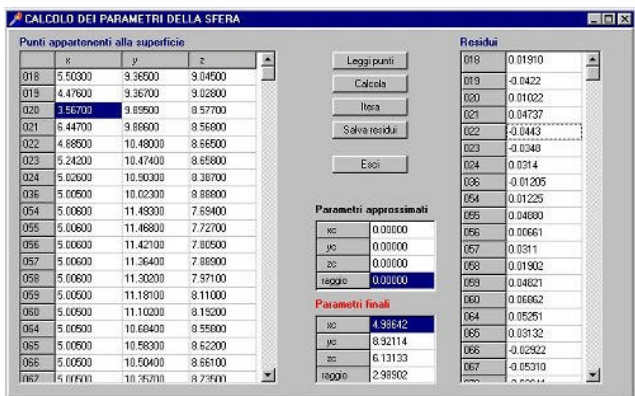 CALCOLO DEI PARAMETRI DELLA SFERA
Punti appartenenti alla superficie
x y z
018 5.50300 9.36500 9.04500
019 4.47600 9.36700 9.02800
020 3.56700 9.89500 8.57700
021 6.44700 9.88600 8.56800
022 4.88500 10.48000 8.66500
023 5.24200 10.47400 8.65800
024 5.02600 10.90300 8.38700
036 5.00500 10.02300 8.88800
054 5.00600 11.49300 7.69400
055 5.00600 11.46800 7.72700
056 5.00600 11.42100 7.80500
057 5.00600 11.36400 7.88900
058 5.00600 11.30200 7.97100
059 5.00500 11.18100 8.11000
060 5.00500 11.10200 8.19200
064 5.00500 10.68400 8.55800
065 5.00500 10.58300 8.62200
066 5.00500 10.50400 8.66100
067 5.00500 10.35700 8.73500
Leggi punti
Calcola
Itera
Salva residui
Esci
Parametri approssimati
xc 0.00000
yc 0.00000
zc 0.00000
raggio 0.00000
Parametri finali
xc 4.98642
yc 8.92114
zc 6.13133
raggio 2.98902
Residui
018 0.01910
019 -0.0422
020 0.01022
021 0.04737
022 -0.0443
023 -0.0348
024 0.0314
036 -0.01205
054 0.01225
055 0.04880
056 0.00661
057 0.0311
058 0.01902
059 0.04821
060 0.06862
064 0.05251
065 0.03132
066 -0.02922
067 -0.05310